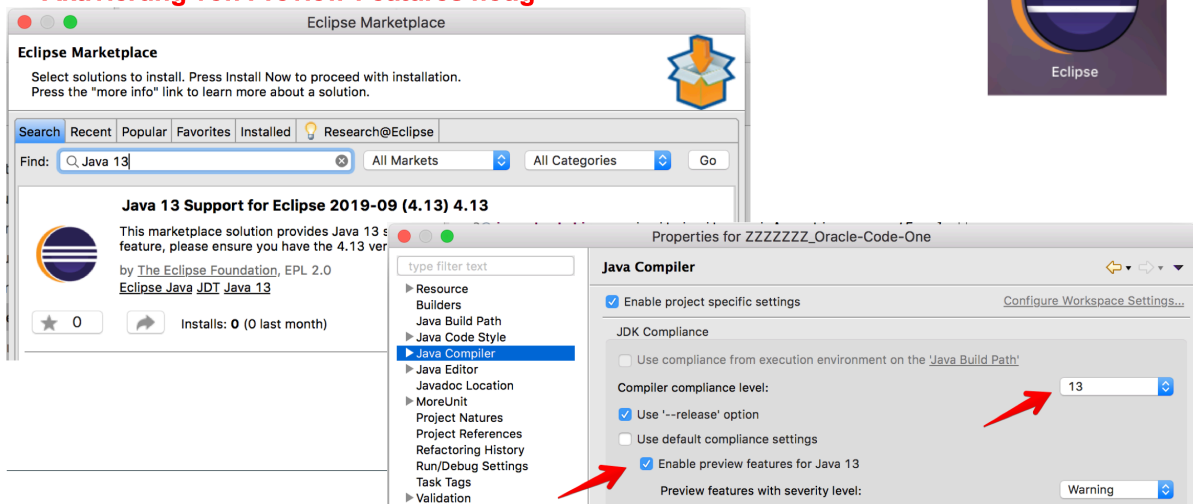 Aktivierung von Preview-Features nötig
Eclipse
Eclipse Marketplace
Eclipse Marketplace
Select solutions to install. Press Install Now to proceed with installation.
Press the "more info" link to learn more about a solution.
Search Recent Popular Favorites Installed Research@Eclipse
Find: Java 13 All Markets All Categories Go
Java 13 Support for Eclipse 2019-09 (4.13) 4.13
This marketplace solution provides Java 13 s
feature, please ensure you have the 4.13 ver
by The Eclipse Foundation, EPL 2.0
Eclipse Java JDT Java 13
0 Installs: 0 (0 last month)
Properties for ZZZZZZZ_Oracle-Code-One
type filter text
Resource
Builders
Java Build Path
Java Code Style
Java Compiler
Java Editor
Javadoc Location
MoreUnit
Project Natures
Project References
Refactoring History
Run/Debug Settings
Task Tags
Validation
Java Compiler
Enable project specific settings Configure Workspace Settings...
JDK Compliance
Use compliance from execution environment on the 'Java Build Path'
Compiler compliance level: 13
Use '--release' option
Use default compliance settings
Enable preview features for Java 13
Preview features with severity level: Warning